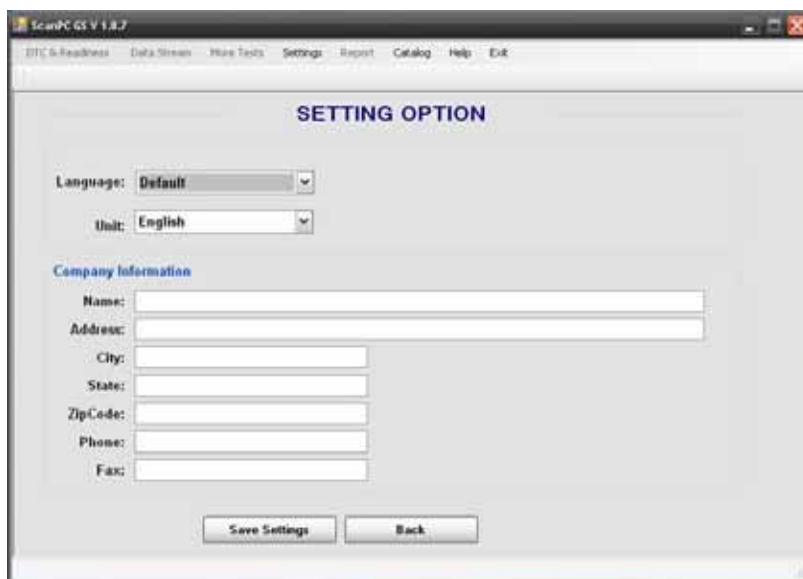 ScanPC GS V 1.8.7
DTC & Readiness Data Stream More Tests Settings Report Catalog Help Exit
SETTING OPTION
Language: Default
Unit: English
Company Information
Name:
Address:
City:
State:
ZipCode:
Phone:
Fax:
Save Settings Back